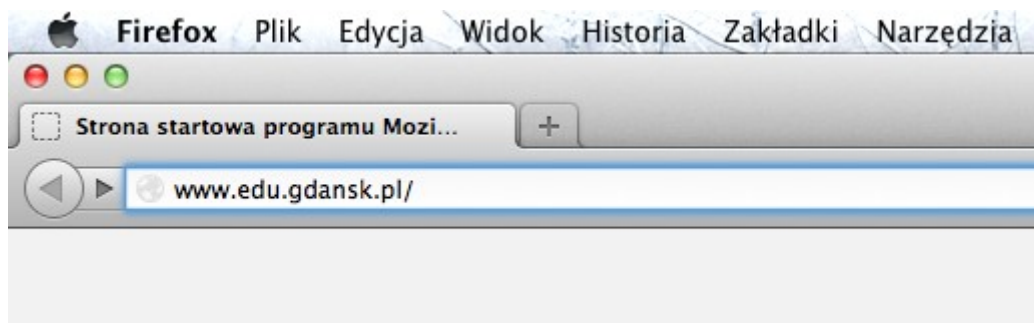 Firefox Plik Edycja Widok Historia Zakładki Narzędzia
Strona startowa programu Mozi...
www.edu.gdansk.pl/